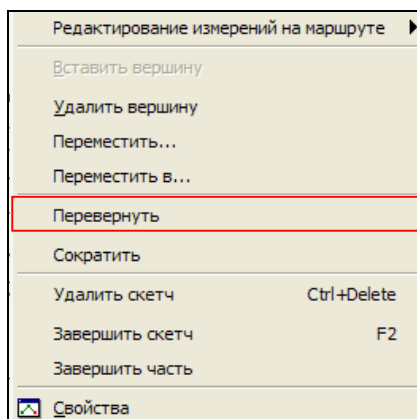 Редактирование измерений на маршруте
Вставить вершину
Удалить вершину
Переместить...
Переместить в...
Перевернуть
Сократить
Удалить скетч Ctrl+Delete
Завершить скетч F2
Завершить часть
Свойства